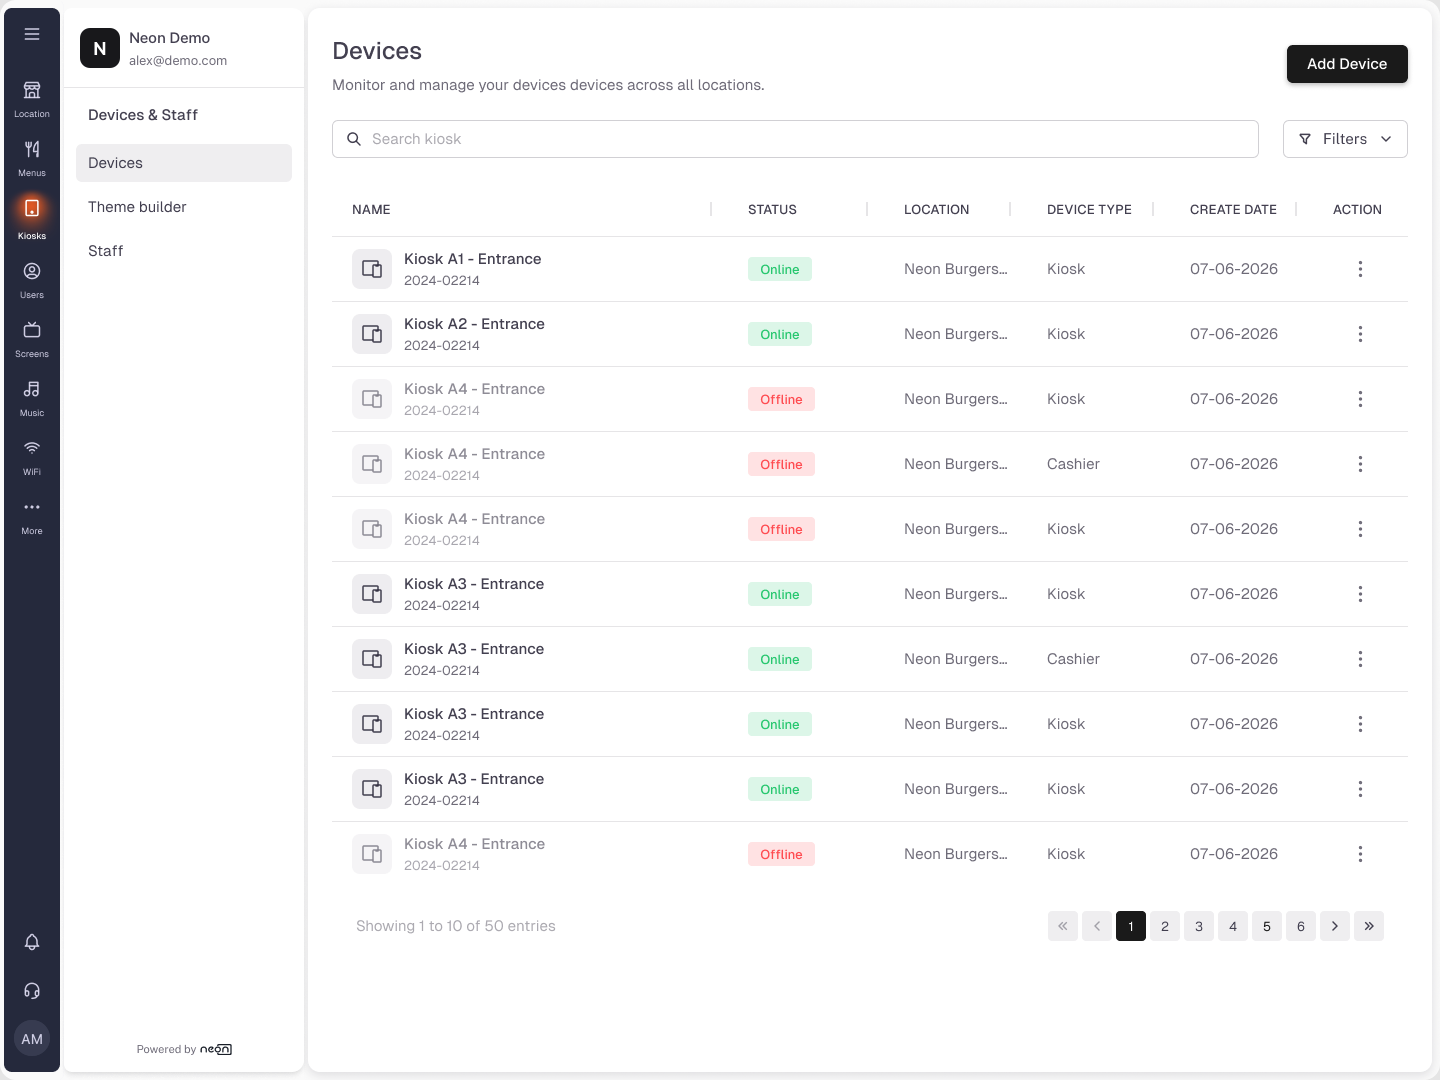 Location
Menus
Kiosks
Users
Screens
Music
WiFi
More
AM
N
Neon Demo
alex@demo.com
Devices & Staff
Devices
Theme builder
Staff
Powered by neon
Devices
Monitor and manage your devices devices across all locations.
Add Device
Search kiosk
Filters
NAME STATUS LOCATION DEVICE TYPE CREATE DATE ACTION
Kiosk A1 - Entrance
2024-02214
Online Neon Burgers... Kiosk 07-06-2026
Kiosk A2 - Entrance
2024-02214
Online Neon Burgers... Kiosk 07-06-2026
Kiosk A4 - Entrance
2024-02214
Offline Neon Burgers... Kiosk 07-06-2026
Kiosk A4 - Entrance
2024-02214
Offline Neon Burgers... Cashier 07-06-2026
Kiosk A4 - Entrance
2024-02214
Offline Neon Burgers... Kiosk 07-06-2026
Kiosk A3 - Entrance
2024-02214
Online Neon Burgers... Kiosk 07-06-2026
Kiosk A3 - Entrance
2024-02214
Online Neon Burgers... Cashier 07-06-2026
Kiosk A3 - Entrance
2024-02214
Online Neon Burgers... Kiosk 07-06-2026
Kiosk A3 - Entrance
2024-02214
Online Neon Burgers... Kiosk 07-06-2026
Kiosk A4 - Entrance
2024-02214
Offline Neon Burgers... Kiosk 07-06-2026
Showing 1 to 10 of 50 entries
« ‹ 1 2 3 4 5 6 › »